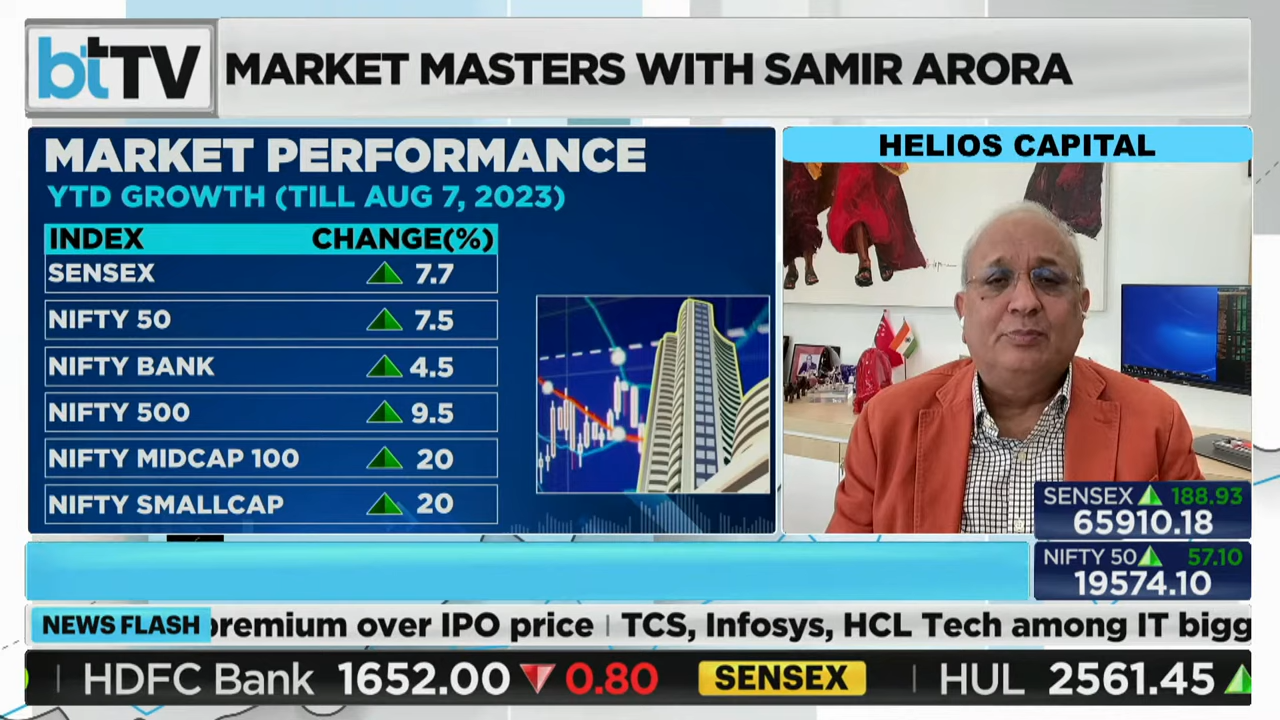 btTV
MARKET MASTERS WITH SAMIR ARORA
MARKET PERFORMANCE
YTD GROWTH (TILL AUG 7, 2023)
INDEX CHANGE(%)
SENSEX 7.7
NIFTY 50 7.5
NIFTY BANK 4.5
NIFTY 500 9.5
NIFTY MIDCAP 100 20
NIFTY SMALLCAP 20
HELIOS CAPITAL
SENSEX 188.93
65910.18
NIFTY 50 57.10
19574.10
NEWS FLASH premium over IPO price | TCS, Infosys, HCL Tech among IT bigg
HDFC Bank 1652.00 0.80 SENSEX HUL 2561.45